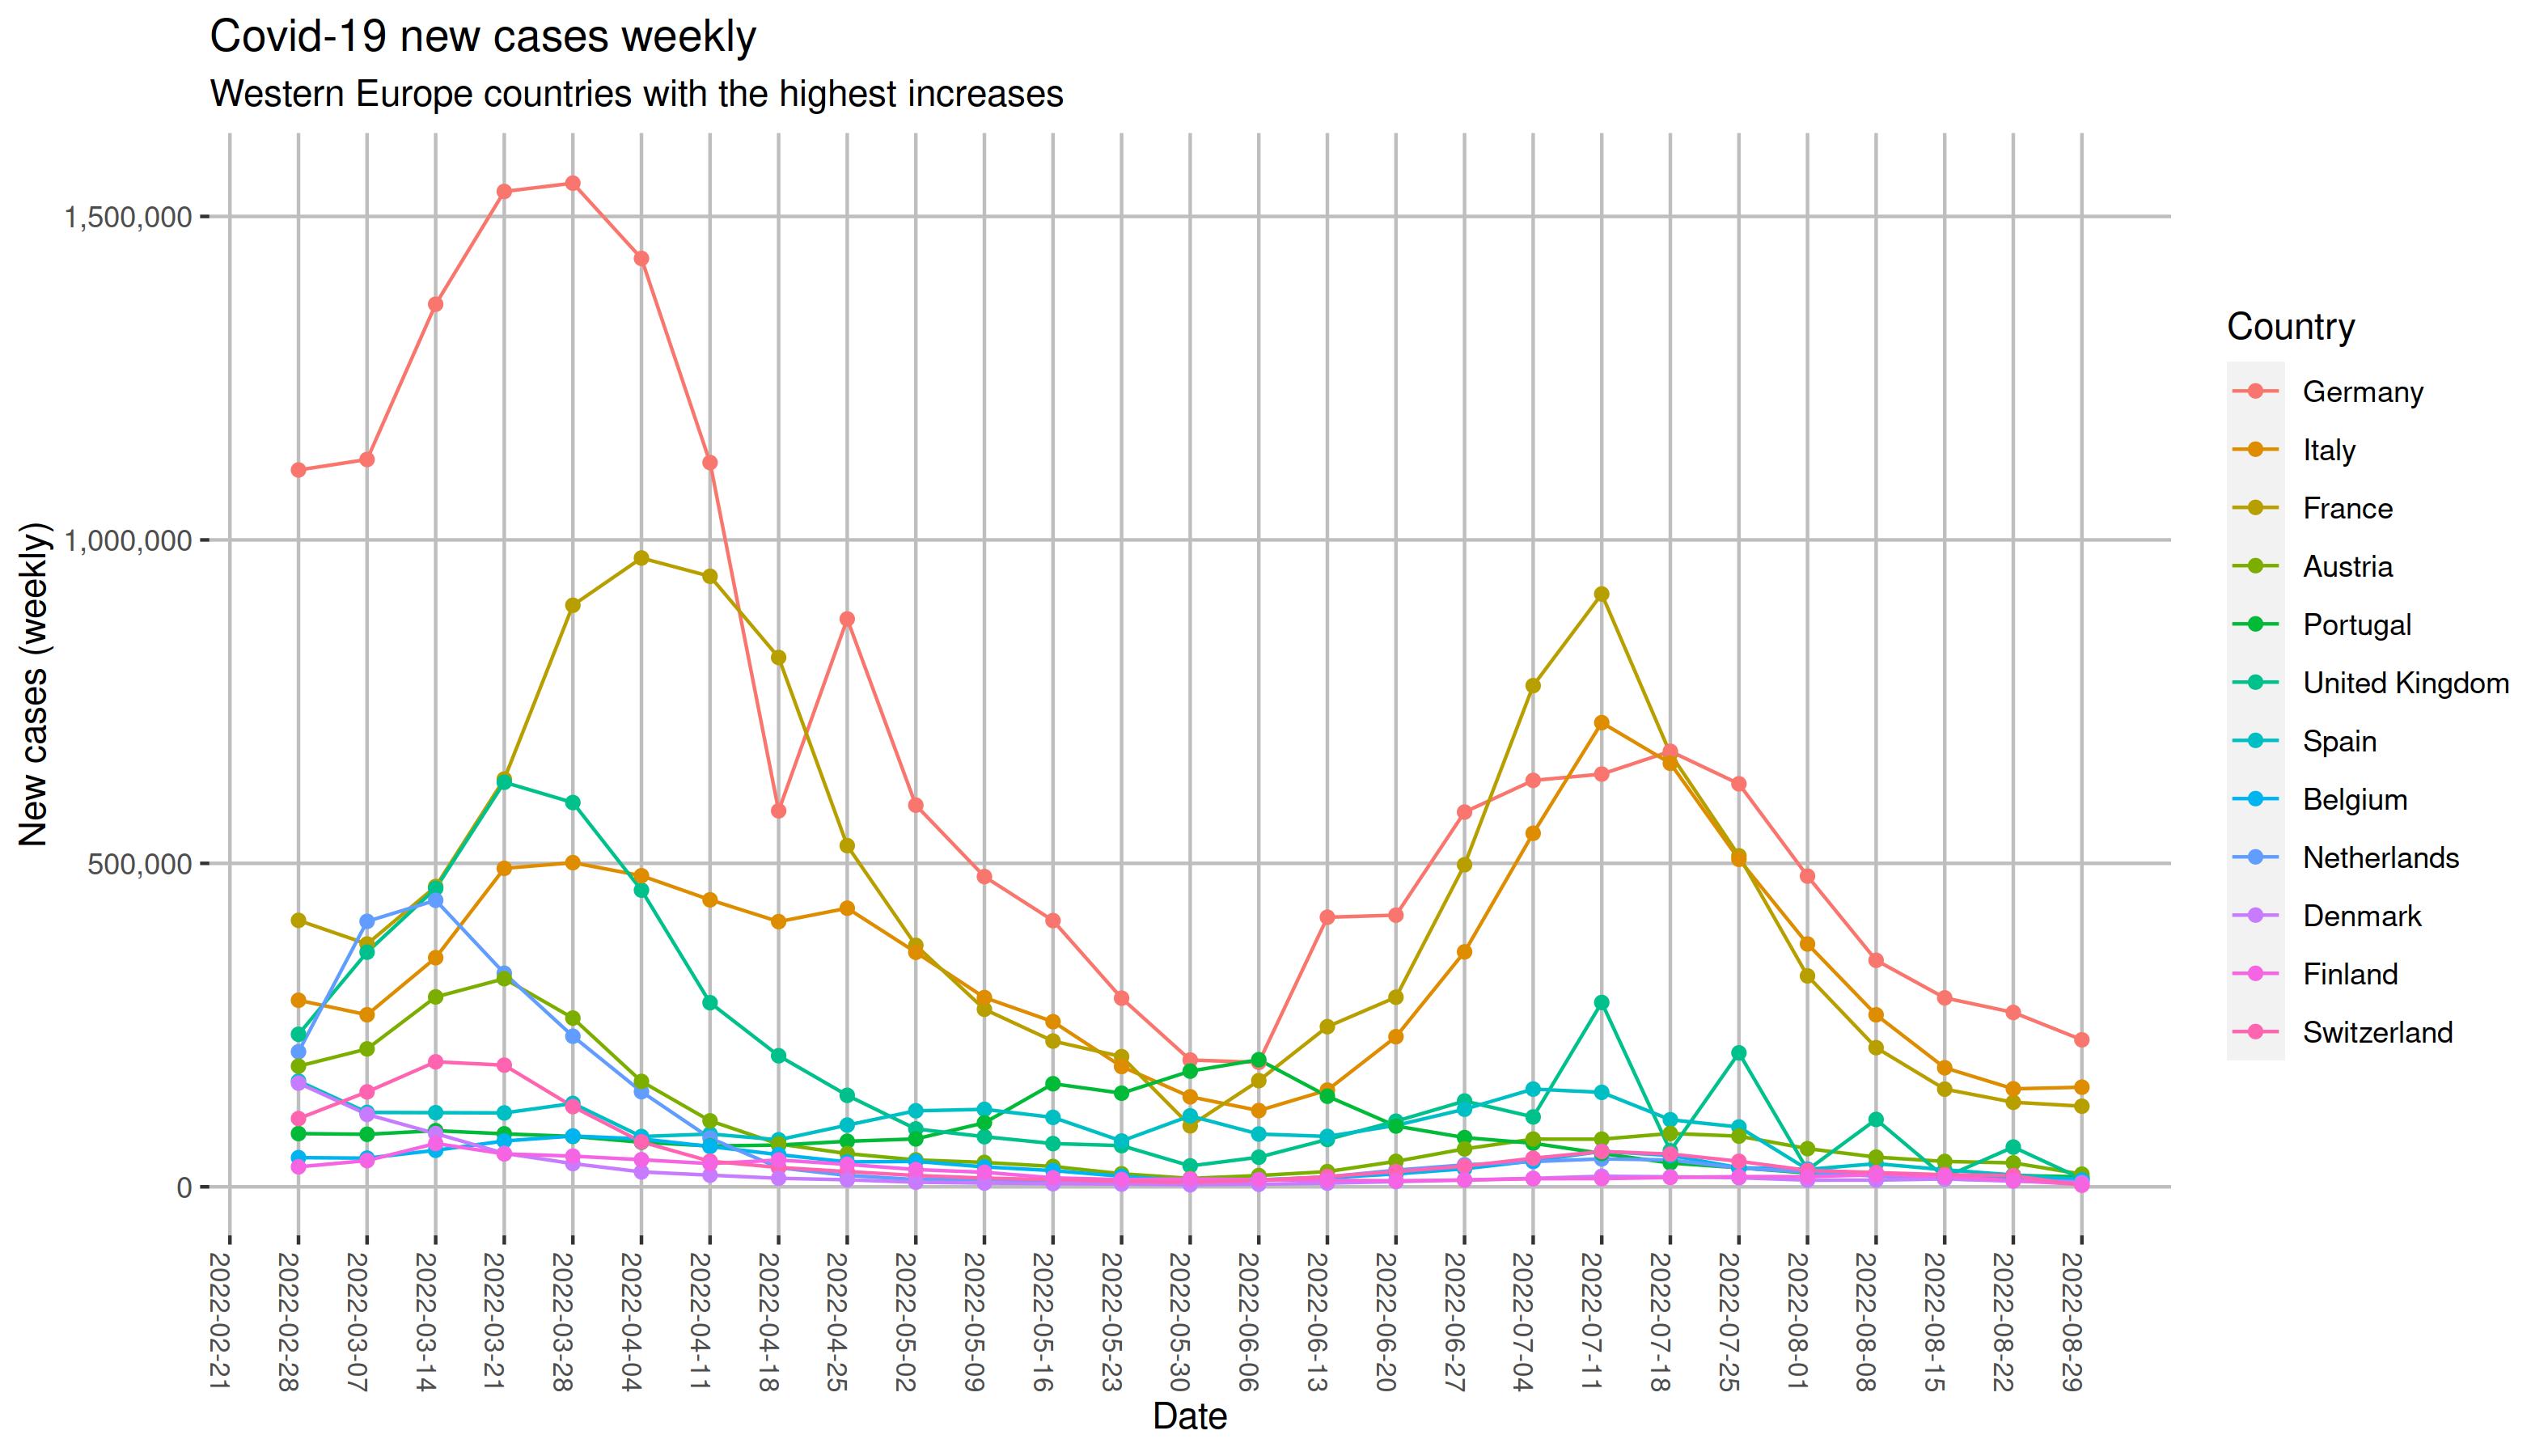 Covid-19 new cases weekly
Western Europe countries with the highest increases
New cases (weekly)
1,500,000
1,000,000
500,000
0
2022-02-21
2022-02-28
2022-03-07
2022-03-14
2022-03-21
2022-03-28
2022-04-04
2022-04-11
2022-04-18
2022-04-25
2022-05-02
2022-05-09
2022-05-16
2022-05-23
2022-05-30
2022-06-06
2022-06-13
2022-06-20
2022-06-27
2022-07-04
2022-07-11
2022-07-18
2022-07-25
2022-08-01
2022-08-08
2022-08-15
2022-08-22
2022-08-29
Date
Country
Germany
Italy
France
Austria
Portugal
United Kingdom
Spain
Belgium
Netherlands
Denmark
Finland
Switzerland